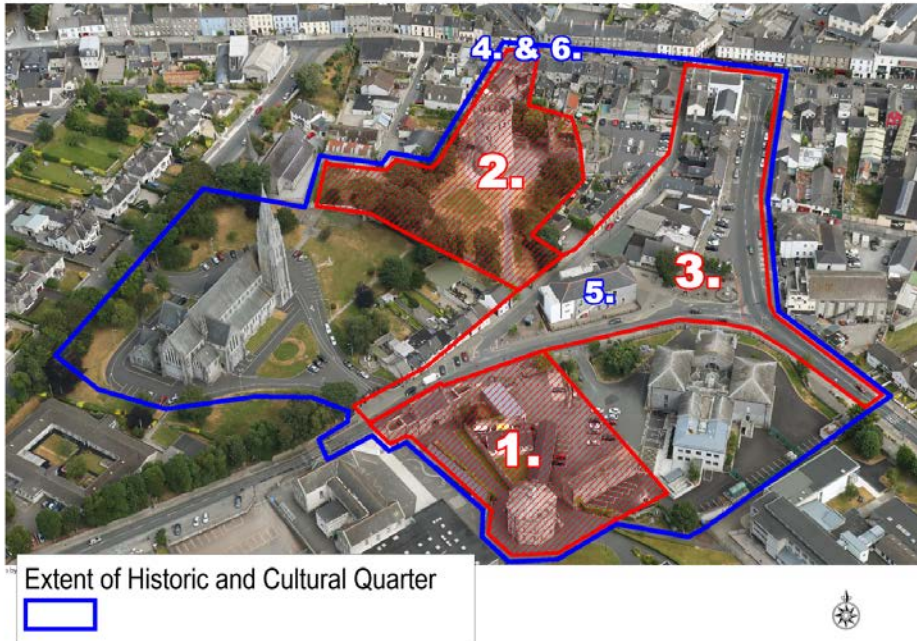 4. & 6.
2.
3.
5.
1.
Extent of Historic and Cultural Quarter